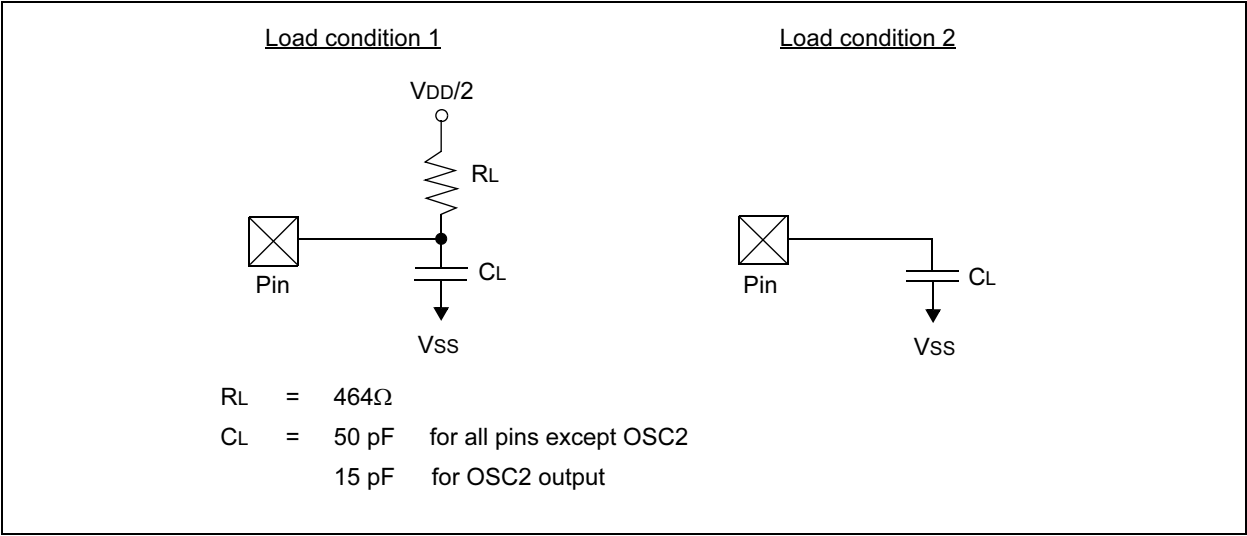 Load condition 1
Load condition 2
VDD/2
RL
Pin
CL
VSS
Pin
CL
VSS
RL = 464Ω
CL = 50 pF for all pins except OSC2
15 pF for OSC2 output